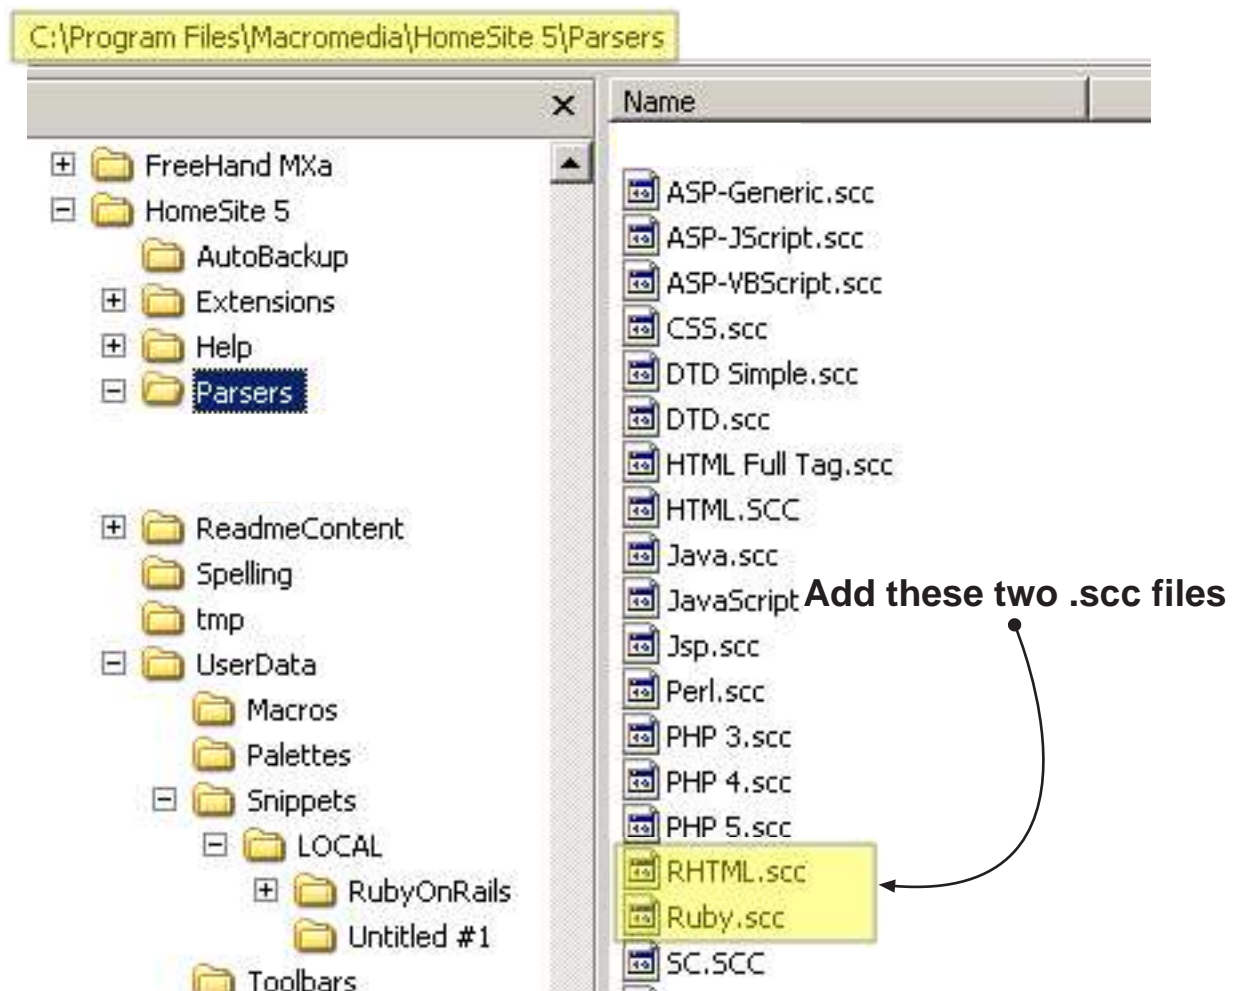 C:\Program Files\Macromedia\HomeSite 5\Parsers
Name
FreeHand MXa
HomeSite 5
AutoBackup
Extensions
Help
Parsers
ReadmeContent
Spelling
tmp
UserData
Macros
Palettes
Snippets
LOCAL
RubyOnRails
Untitled #1
Toolbars
ASP-Generic.scc
ASP-JScript.scc
ASP-VBScript.scc
CSS.scc
DTD Simple.scc
DTD.scc
HTML Full Tag.scc
HTML.SCC
Java.scc
JavaScript
Jsp.scc
Perl.scc
PHP 3.scc
PHP 4.scc
PHP 5.scc
RHTML.scc
Ruby.scc
SC.SCC
Add these two .scc files